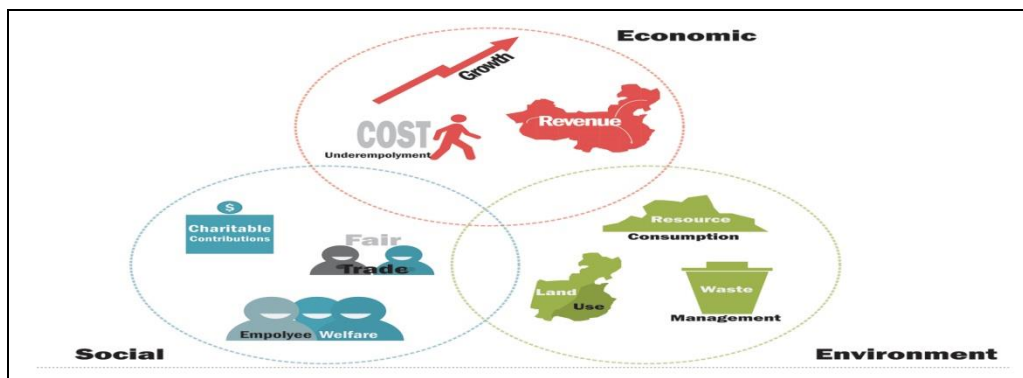 Economic
Growth
COST
Underempolyment
Revenue
$
Charitable
Contributions
Fair
Trade
Empolyee Welfare
Social
Resource
Consumption
Land
Use
Waste
Management
Environment